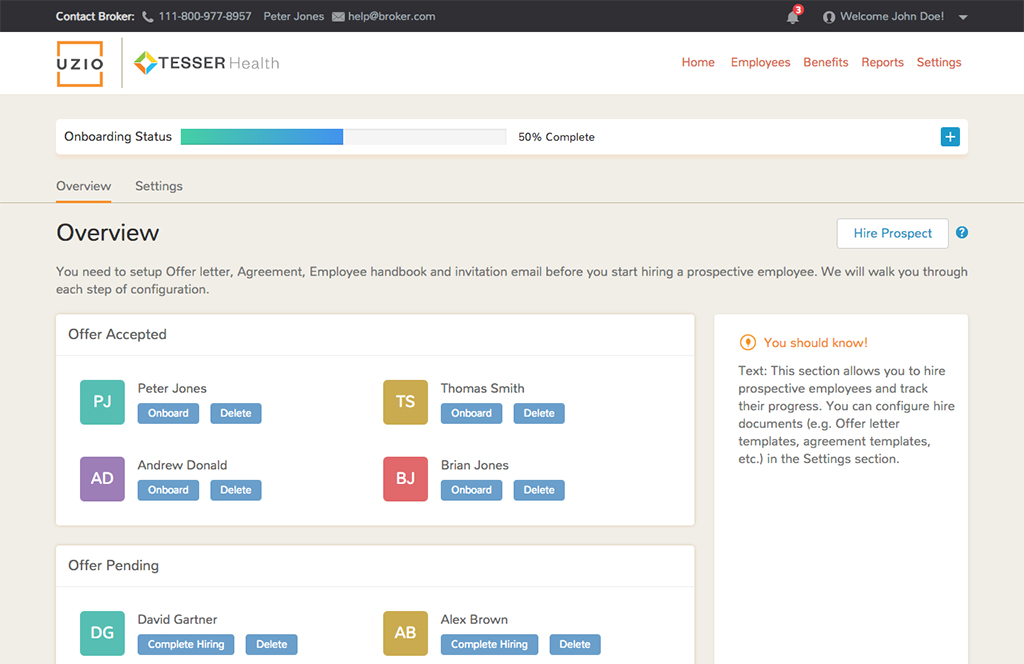 Contact Broker: 111-800-977-8957 Peter Jones help@broker.com 3 Welcome John Doe!
UZIO TESSER Health Home Employees Benefits Reports Settings
Onboarding Status 50% Complete +
Overview Settings
Overview Hire Prospect ?
You need to setup Offer letter, Agreement, Employee handbook and invitation email before you start hiring a prospective employee. We will walk you through
each step of configuration.
Offer Accepted
PJ Peter Jones
Onboard Delete
TS Thomas Smith
Onboard Delete
AD Andrew Donald
Onboard Delete
BJ Brian Jones
Onboard Delete
Offer Pending
DG David Gartner
Complete Hiring Delete
AB Alex Brown
Complete Hiring Delete
You should know!
Text: This section allows you to hire
prospective employees and track
their progress. You can configure hire
documents (e.g. Offer letter
templates, agreement templates,
etc.) in the Settings section.